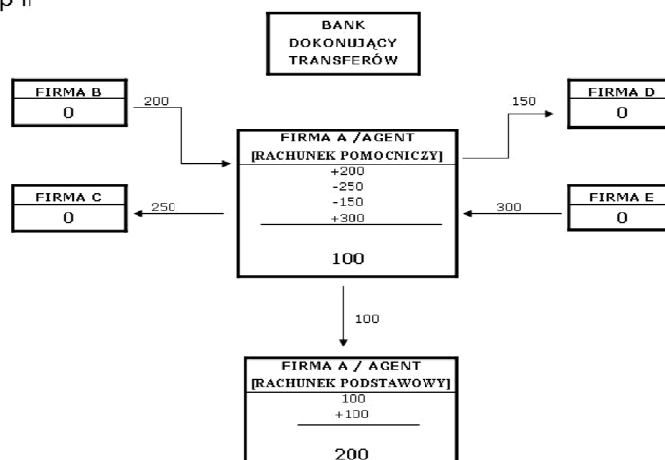 BANK
DOKONUJĄCY
TRANSFERÓW
FIRMA B
0
200
150
FIRMA D
0
FIRMA A /AGENT
[RACHUNEK POMOCNICZY]
+200
-250
-150
+300
100
FIRMA C
0
250
300
FIRMA E
0
100
FIRMA A / AGENT
[RACHUNEK PODSTAWOWY]
100
+100
200